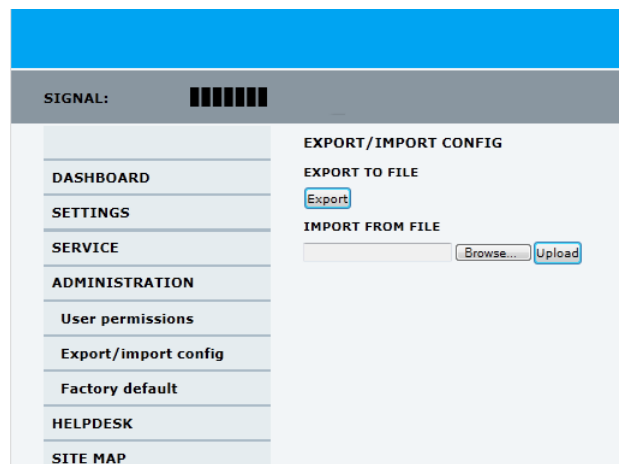 SIGNAL:
EXPORT/IMPORT CONFIG
DASHBOARD
EXPORT TO FILE
SETTINGS
Export
IMPORT FROM FILE
SERVICE
Browse... Upload
ADMINISTRATION
User permissions
Export/import config
Factory default
HELPDESK
SITE MAP